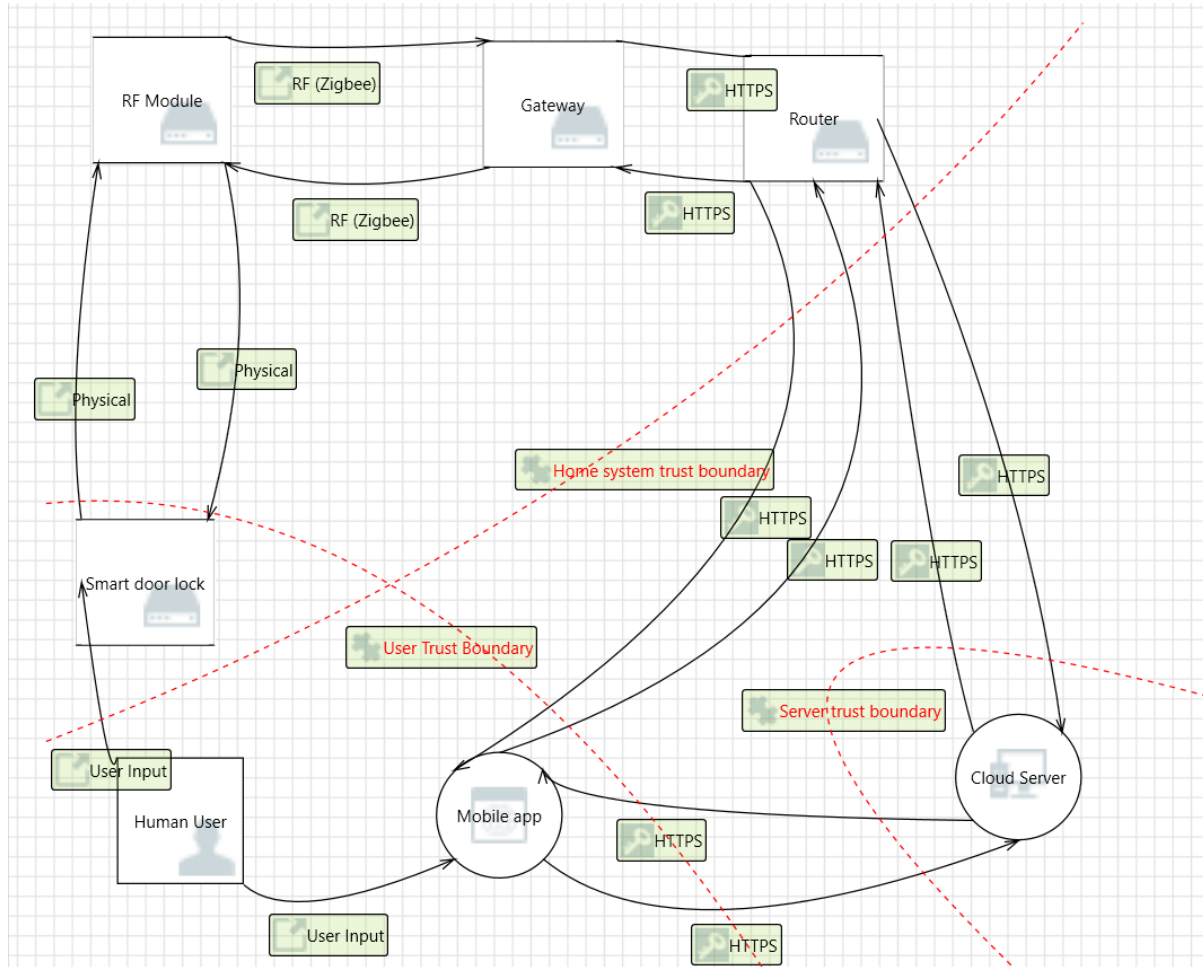 RF Module
RF (Zigbee)
Gateway
HTTPS
Router
RF (Zigbee)
HTTPS
Physical
Physical
Home system trust boundary
HTTPS
HTTPS
HTTPS
HTTPS
Smart door lock
User Trust Boundary
Server trust boundary
User Input
Human User
Mobile app
Cloud Server
HTTPS
User Input
HTTPS